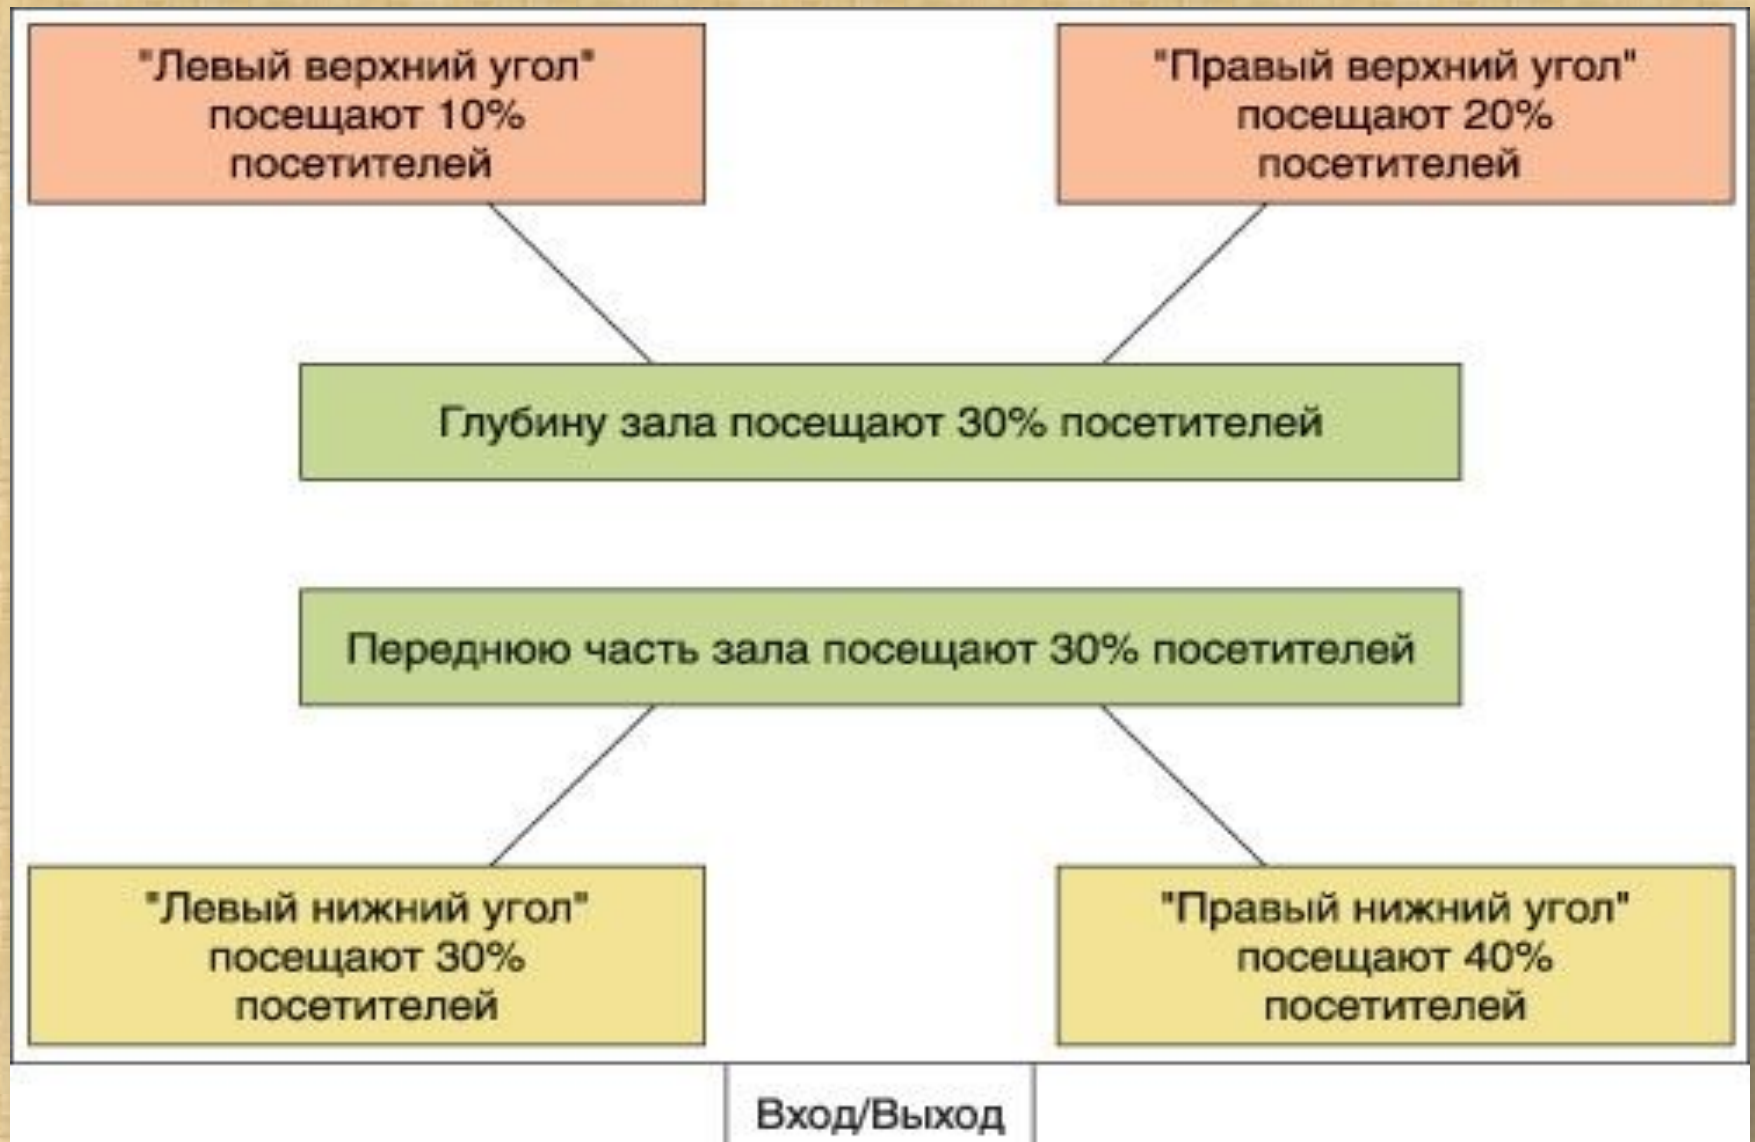 "Левый верхний угол"
посещают 10%
посетителей
"Правый верхний угол"
посещают 20%
посетителей
Глубину зала посещают 30% посетителей
Переднюю часть зала посещают 30% посетителей
"Левый нижний угол"
посещают 30%
посетителей
"Правый нижний угол"
посещают 40%
посетителей
Вход/Выход